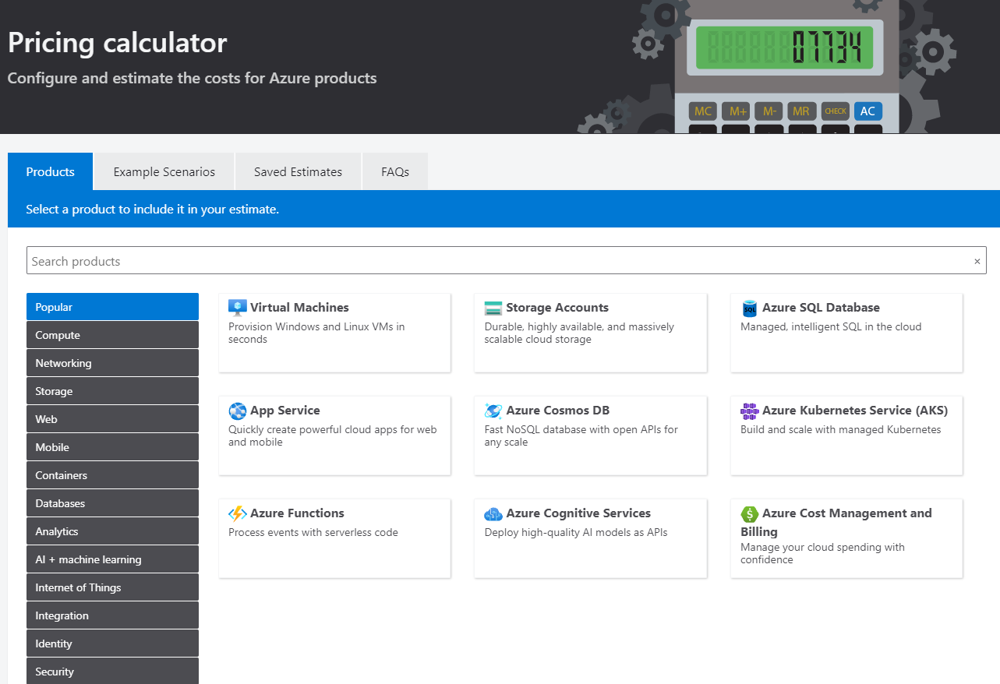 Pricing calculator
Configure and estimate the costs for Azure products
07734
MC M+ M- MR CHECK AC
Products
Example Scenarios
Saved Estimates
FAQs
Select a product to include it in your estimate.
Search products
×
Popular
Compute
Networking
Storage
Web
Mobile
Containers
Databases
Analytics
AI + machine learning
Internet of Things
Integration
Identity
Security
Virtual Machines
Provision Windows and Linux VMs in
seconds
Storage Accounts
Durable, highly available, and massively
scalable cloud storage
SQL
Azure SQL Database
Managed, intelligent SQL in the cloud
App Service
Quickly create powerful cloud apps for web
and mobile
Azure Cosmos DB
Fast NoSQL database with open APIs for
any scale
Azure Kubernetes Service (AKS)
Build and scale with managed Kubernetes
Azure Functions
Process events with serverless code
Azure Cognitive Services
Deploy high-quality AI models as APIs
$
Azure Cost Management and
Billing
Manage your cloud spending with
confidence